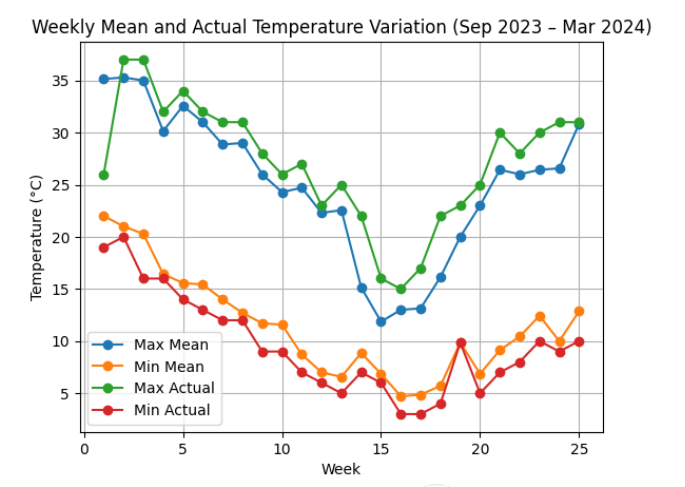 Weekly Mean and Actual Temperature Variation (Sep 2023 – Mar 2024)
35
30
25
20
15
10
5
Temperature (°C)
Max Mean
Min Mean
Max Actual
Min Actual
0 5 10 15 20 25
Week